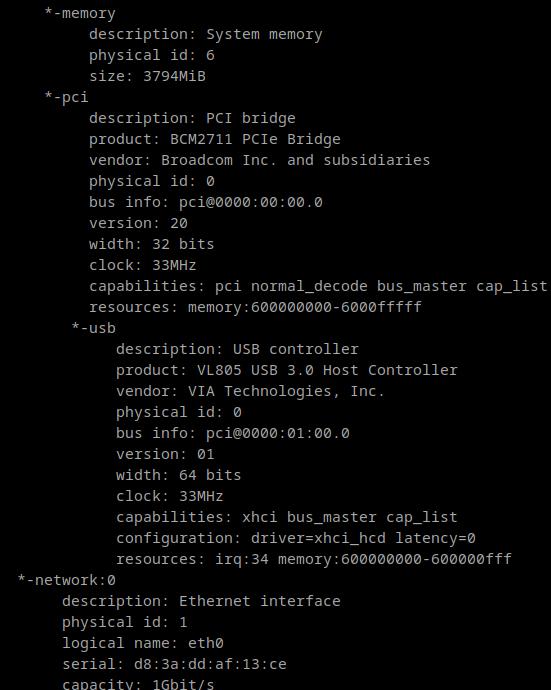 *-memory
description: System memory
physical id: 6
size: 3794MiB
*-pci
description: PCI bridge
product: BCM2711 PCIe Bridge
vendor: Broadcom Inc. and subsidiaries
physical id: 0
bus info: pci@0000:00:00.0
version: 20
width: 32 bits
clock: 33MHz
capabilities: pci normal_decode bus_master cap_list
resources: memory:600000000-6000fffff
*-usb
description: USB controller
product: VL805 USB 3.0 Host Controller
vendor: VIA Technologies, Inc.
physical id: 0
bus info: pci@0000:01:00.0
version: 01
width: 64 bits
clock: 33MHz
capabilities: xhci bus_master cap_list
configuration: driver=xhci_hcd latency=0
resources: irq:34 memory:600000000-600000fff
*-network:0
description: Ethernet interface
physical id: 1
logical name: eth0
serial: d8:3a:dd:af:13:ce
capacity: 1Gbit/s